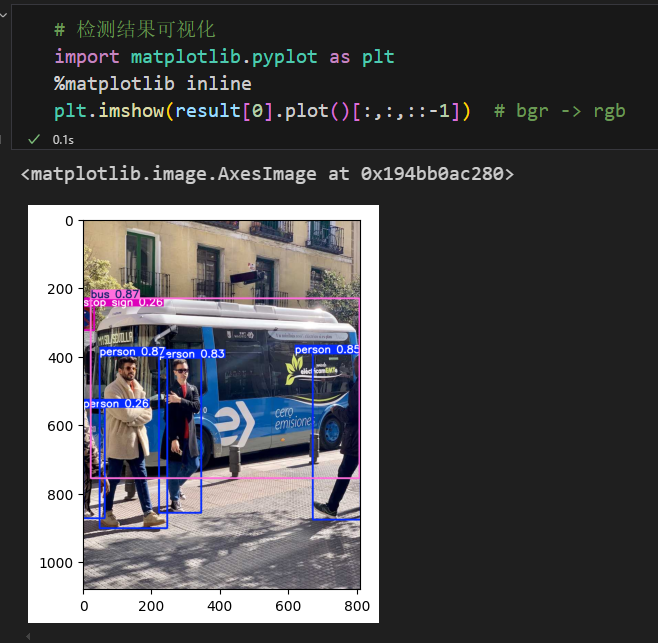 # 检测结果可视化
import matplotlib.pyplot as plt
%matplotlib inline
plt.imshow(result[0].plot()[:,:,::-1])  # bgr -> rgb
0.1s
<matplotlib.image.AxesImage at 0x194bb0ac280>
0
200
400
600
800
1000
bus 0.87
stop sign 0.26
person 0.87
person 0.83
person 0.85
person 0.26
cero
emisione
0
200
400
600
800